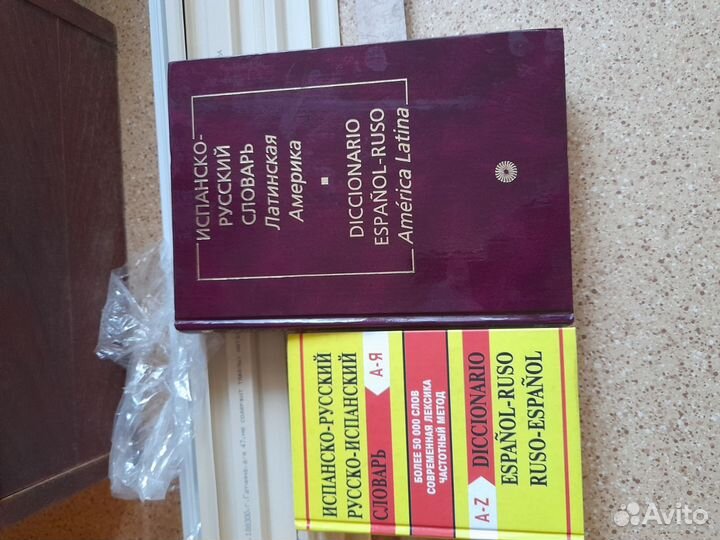 ИСПАНСКО-
РУССКИЙ
СЛОВАРЬ
Латинская
Америка
DICCIONARIO
ESPAÑOL-RUSO
América Latina
ИСПАНСКО-РУССКИЙ
РУССКО-ИСПАНСКИЙ
СЛОВАРЬ А-Я
БОЛЕЕ 50 000 СЛОВ
СОВРЕМЕННАЯ ЛЕКСИКА
ЧАСТОТНЫЙ МЕТОД
A-Z DICCIONARIO
ESPAÑOL-RUSO
RUSO-ESPAÑOL
Avito